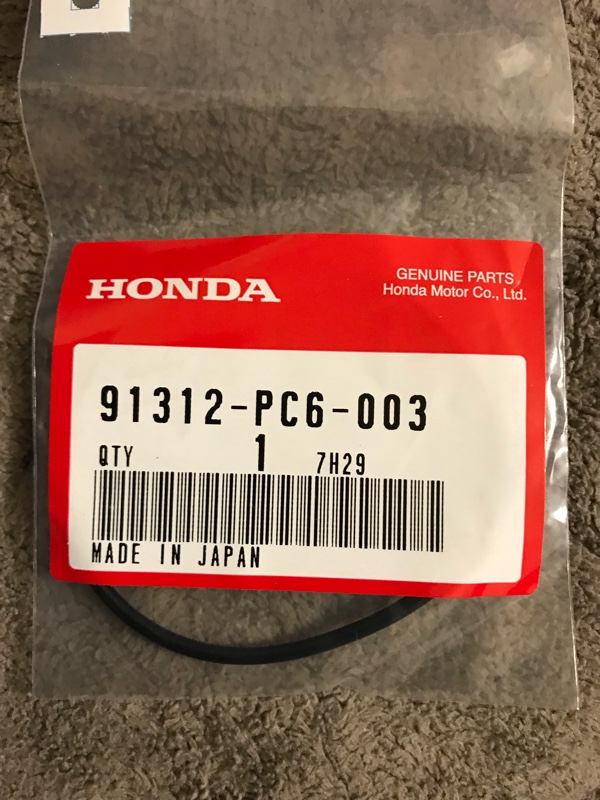 HONDA
GENUINE PARTS
Honda Motor Co., Ltd.
91312-PC6-003
QTY 1 7H29
MADE IN JAPAN